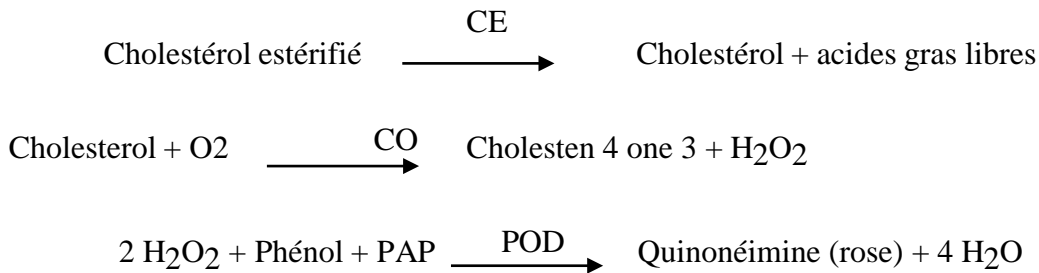 CE
Cholestérol estérifié Cholestérol + acides gras libres
CO
Cholesterol + O2 Cholesten 4 one 3 + H2O2
POD
2 H2O2 + Phénol + PAP Quinonéimine (rose) + 4 H2O